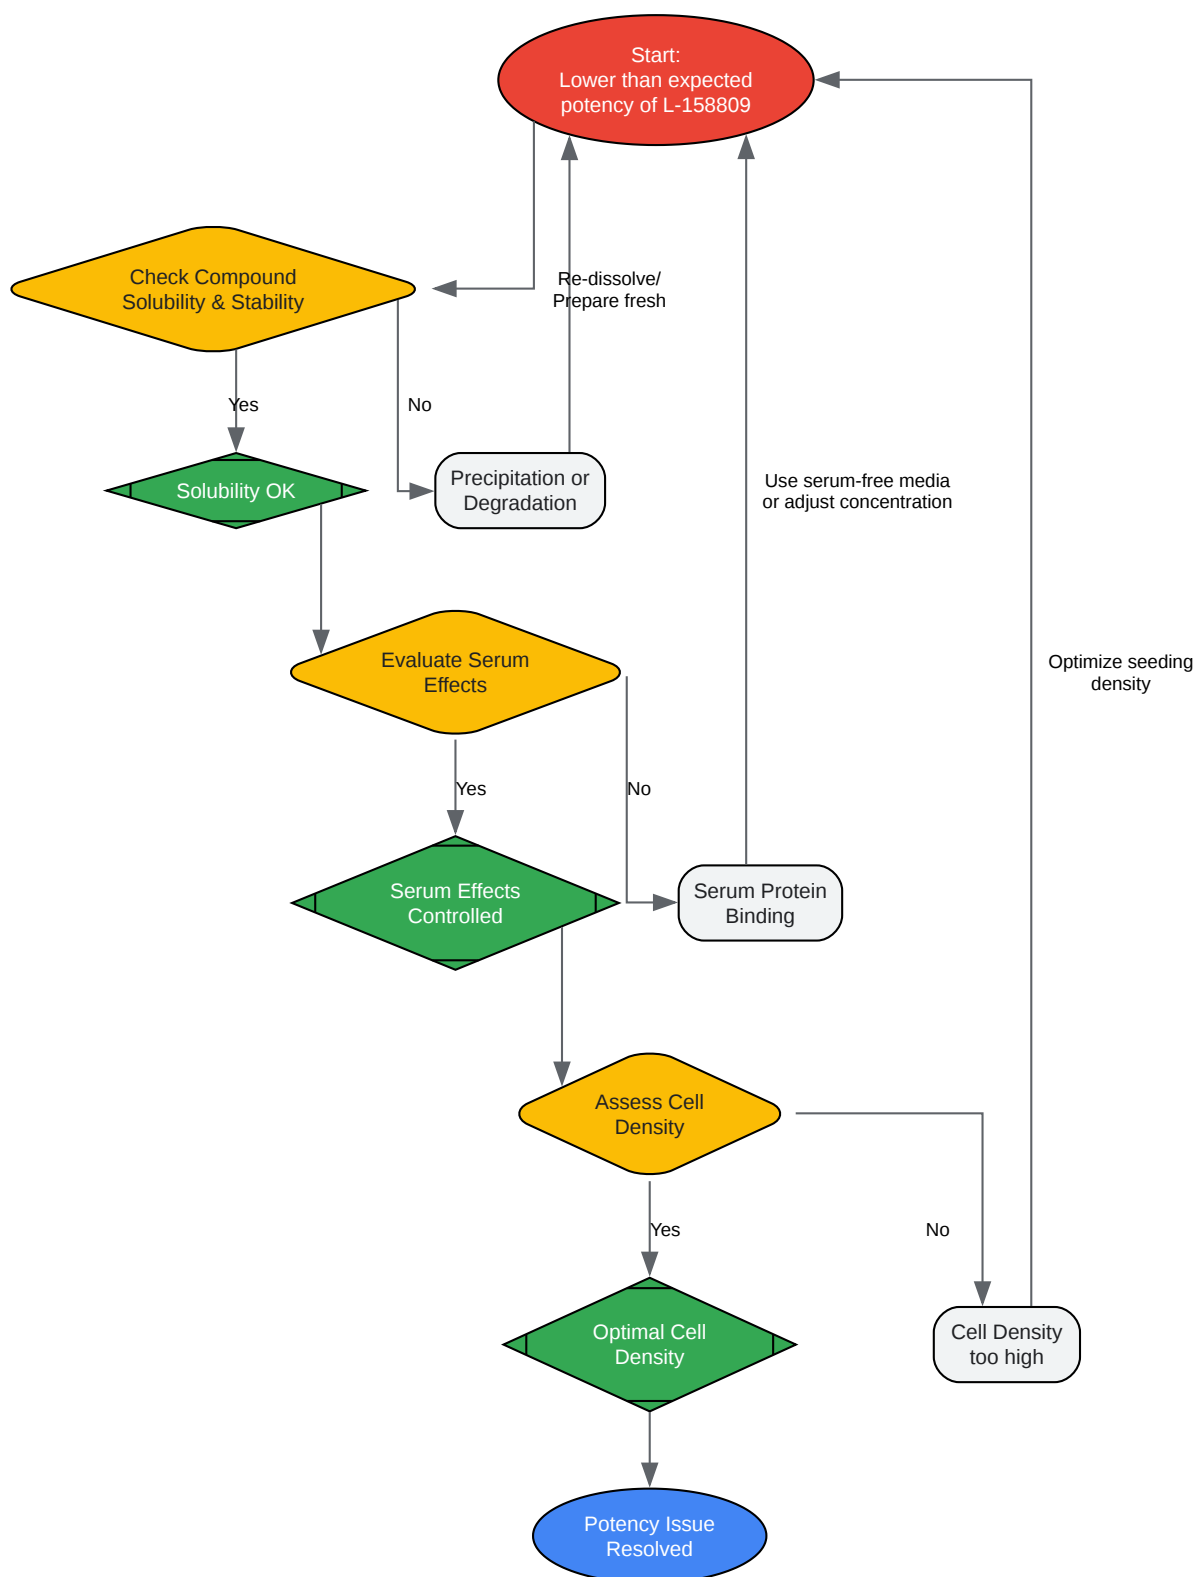 Start:
Lower than expected
potency of L-158809
Check Compound
Solubility & Stability
Re-dissolve/
Prepare fresh
Yes
No
Solubility OK
Precipitation or
Degradation
Use serum-free media
or adjust concentration
Evaluate Serum
Effects
Optimize seeding
density
Yes
No
Serum Effects
Controlled
Serum Protein
Binding
Assess Cell
Density
Yes
No
Optimal Cell
Density
Cell Density
too high
Potency Issue
Resolved